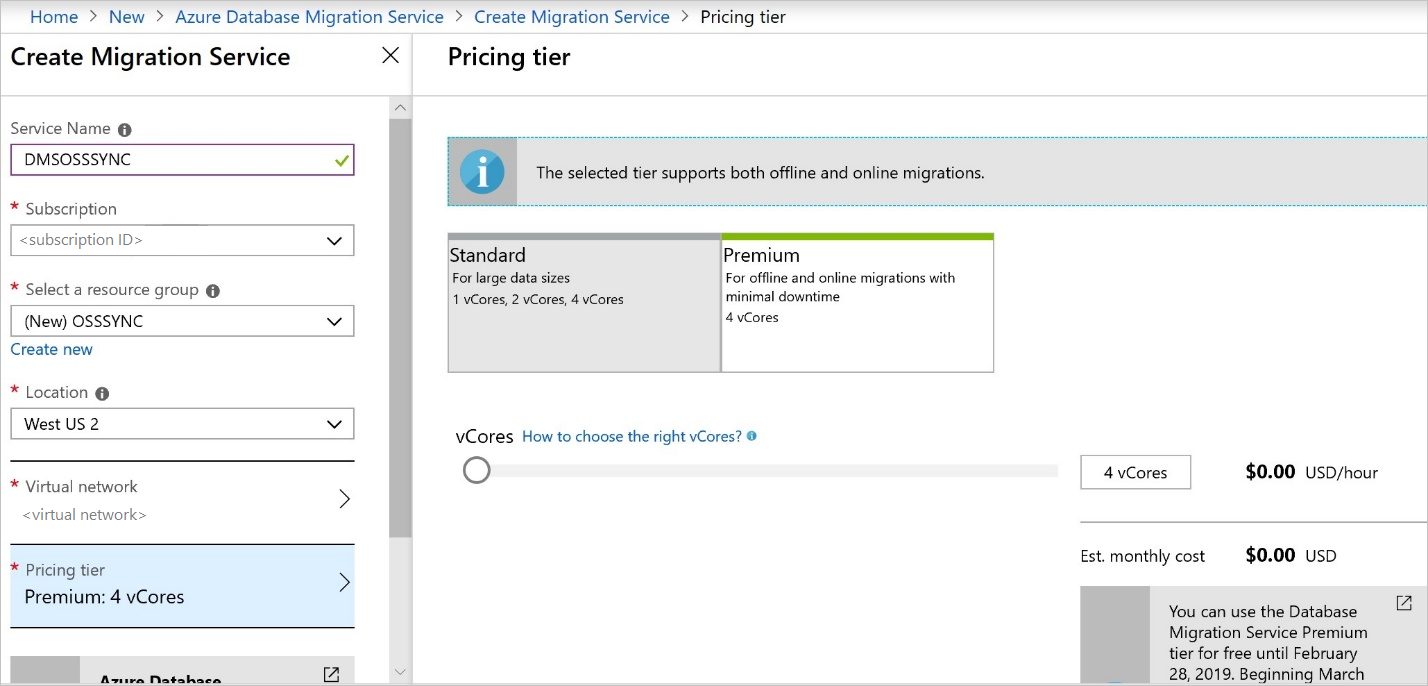 Home > New > Azure Database Migration Service > Create Migration Service > Pricing tier
Create Migration Service
Service Name
DMSOSSSYNC
* Subscription
<subscription ID>
* Select a resource group
(New) OSSSYNC
Create new
* Location
West US 2
* Virtual network
<virtual network>
* Pricing tier
Premium: 4 vCores
Azure Database
Pricing tier
The selected tier supports both offline and online migrations.
Standard
For large data sizes
1 vCores, 2 vCores, 4 vCores
Premium
For offline and online migrations with
minimal downtime
4 vCores
vCores How to choose the right vCores?
4 vCores $0.00 USD/hour
Est. monthly cost $0.00 USD
You can use the Database
Migration Service Premium
tier for free until February
28, 2019. Beginning March